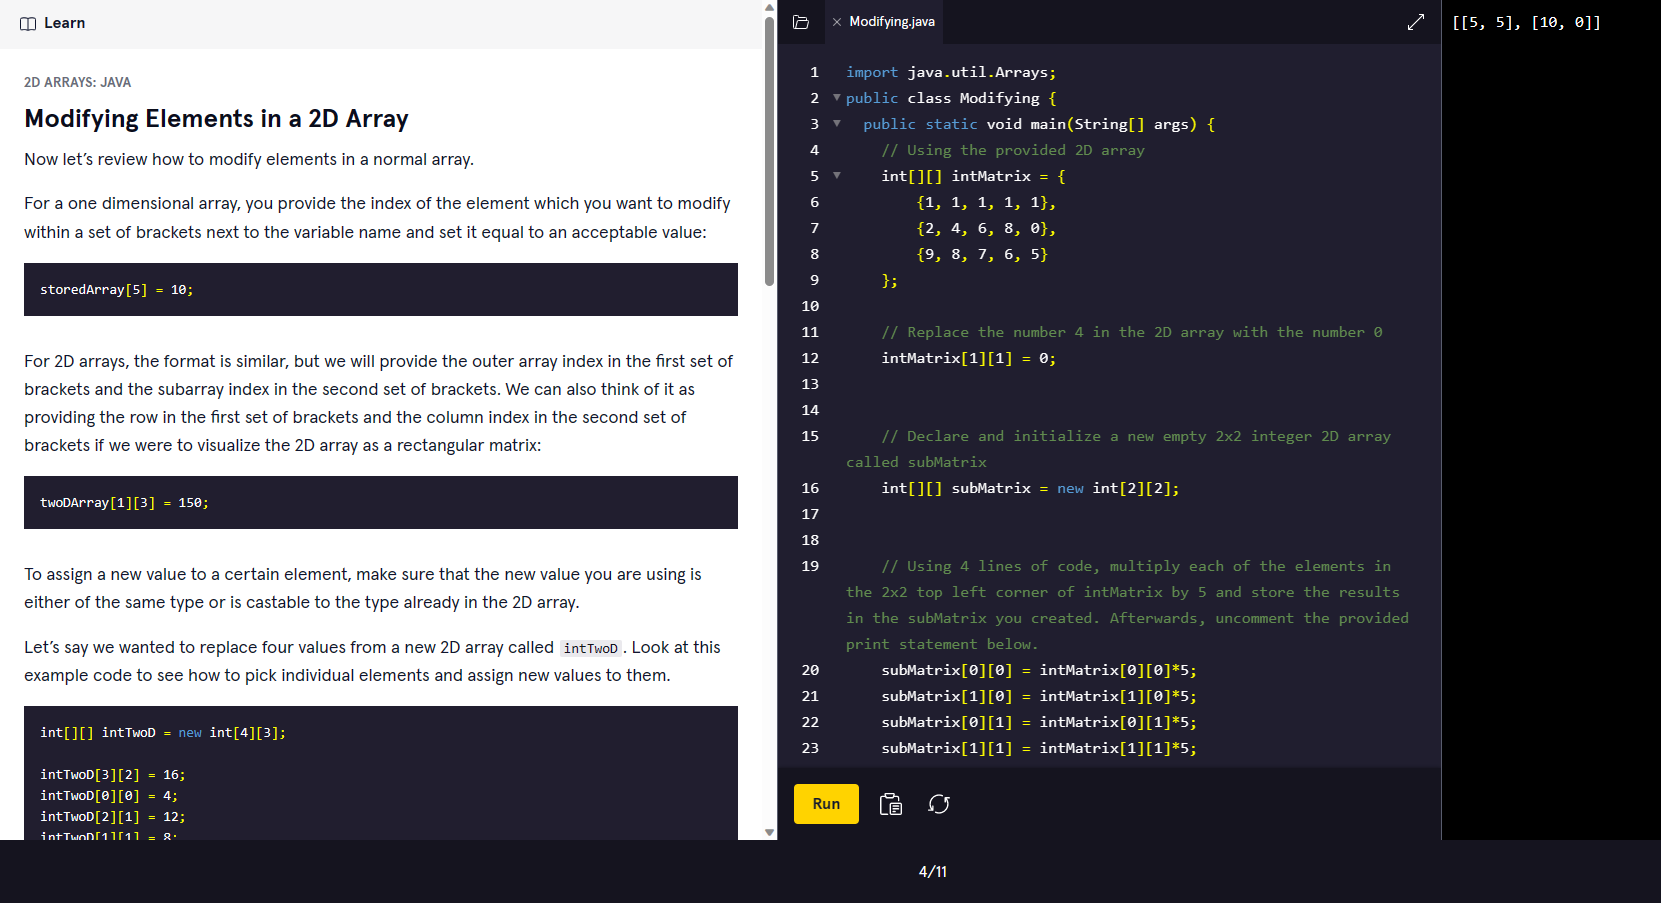 Learn
2D ARRAYS: JAVA
Modifying Elements in a 2D Array
Now let’s review how to modify elements in a normal array.
For a one dimensional array, you provide the index of the element which you want to modify
within a set of brackets next to the variable name and set it equal to an acceptable value:
storedArray[5] = 10;
For 2D arrays, the format is similar, but we will provide the outer array index in the first set of
brackets and the subarray index in the second set of brackets. We can also think of it as
providing the row in the first set of brackets and the column index in the second set of
brackets if we were to visualize the 2D array as a rectangular matrix:
twoDArray[1][3] = 150;
To assign a new value to a certain element, make sure that the new value you are using is
either of the same type or is castable to the type already in the 2D array.
Let’s say we wanted to replace four values from a new 2D array called intTwoD. Look at this
example code to see how to pick individual elements and assign new values to them.
int[][] intTwoD = new int[4][3];
intTwoD[3][2] = 16;
intTwoD[0][0] = 4;
intTwoD[2][1] = 12;
intTwoD[1][1] = 8;
Modifying.java
1 import java.util.Arrays;
2 public class Modifying {
3 public static void main(String[] args) {
4 // Using the provided 2D array
5 int[][] intMatrix = {
6 {1, 1, 1, 1, 1},
7 {2, 4, 6, 8, 0},
8 {9, 8, 7, 6, 5}
9 };
10
11 // Replace the number 4 in the 2D array with the number 0
12 intMatrix[1][1] = 0;
13
14
15 // Declare and initialize a new empty 2x2 integer 2D array
called subMatrix
16 int[][] subMatrix = new int[2][2];
17
18
19 // Using 4 lines of code, multiply each of the elements in
the 2x2 top left corner of intMatrix by 5 and store the results
in the subMatrix you created. Afterwards, uncomment the provided
print statement below.
20 subMatrix[0][0] = intMatrix[0][0]*5;
21 subMatrix[1][0] = intMatrix[1][0]*5;
22 subMatrix[0][1] = intMatrix[0][1]*5;
23 subMatrix[1][1] = intMatrix[1][1]*5;
Run
[[5, 5], [10, 0]]
4/11